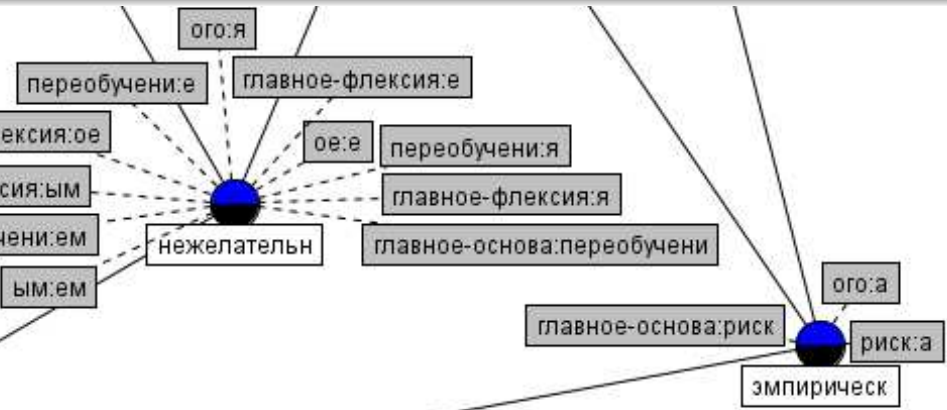 ого:я
переобучени:е
главное-флексия:е
ексия:ое
ое:е
переобучени:я
сия:ым
главное-флексия:я
чени:ем
нежелательн
главное-основа:переобучени
ым:ем
ого:а
главное-основа:риск
риск:а
эмпирическ